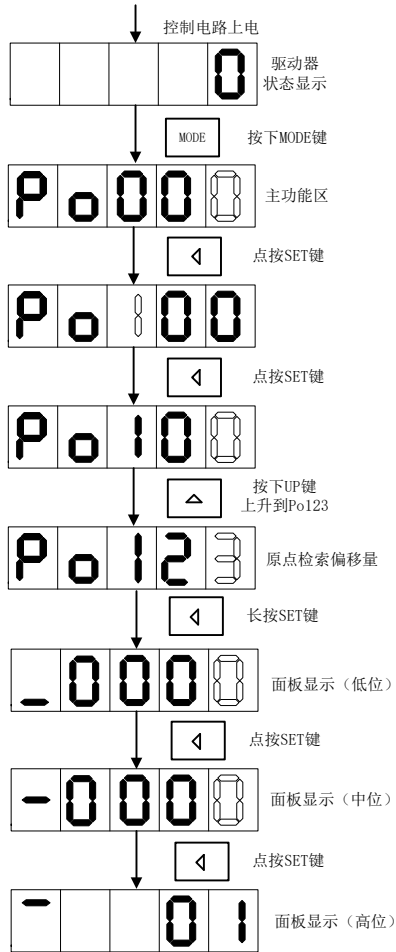 控制电路上电
0
驱动器
状态显示
MODE
按下MODE键
Po000
主功能区
点按SET键
Po100
点按SET键
Po100
按下UP键
上升到Po123
Po123
原点检索偏移量
长按SET键
_0000
面板显示（低位）
点按SET键
-0000
面板显示（中位）
点按SET键
‾ 01
面板显示（高位）